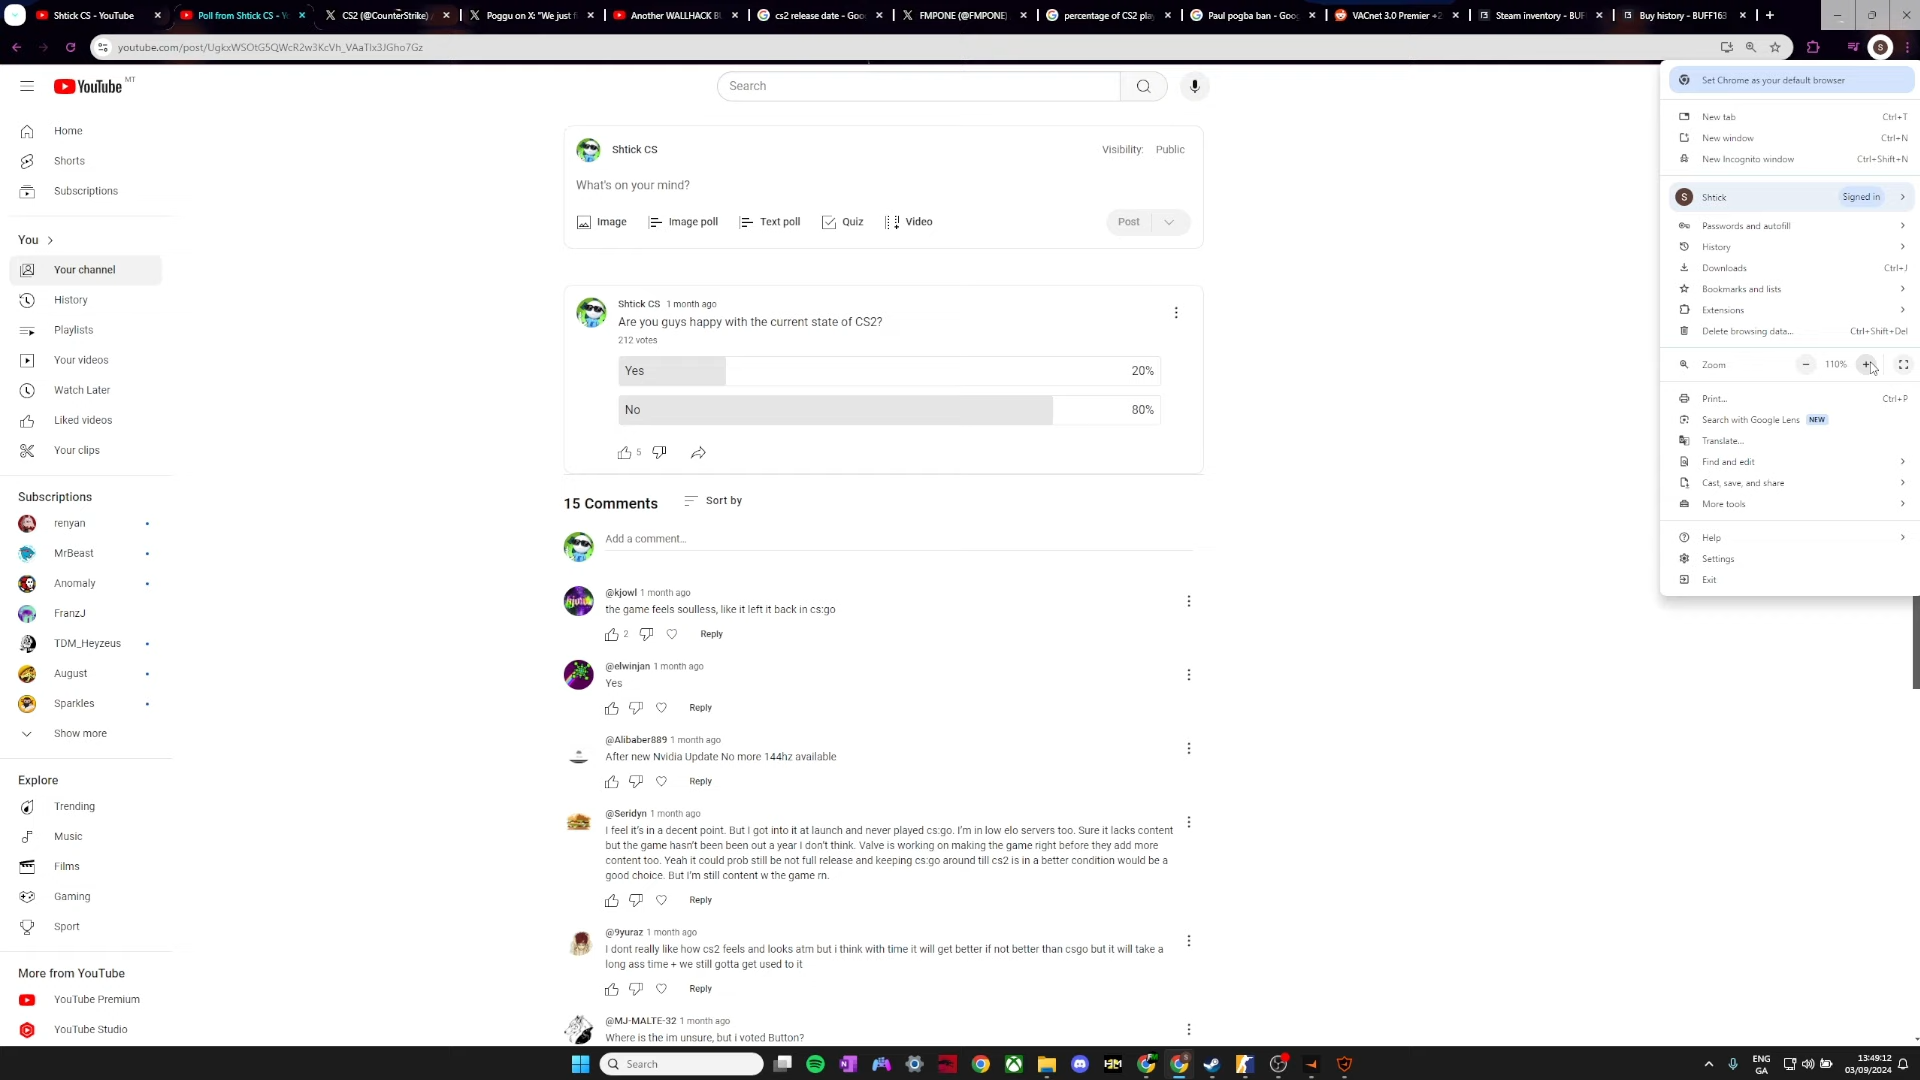 Shtick CS - YouTube
Poll from Shtick CS - Y
CS2 (@CounterStrike) /
Poggu on X: "We just f
Another WALLHACK B
cs2 release date - Goo
FMPONE (@FMPONE)
percentage of CS2 pla
Paul pogba ban - Goog
VACnet 3.0 Premier +2
Steam inventory - BUF
Buy history - BUFF163
youtube.com/post/UgkxWSOtG5QWcR2w3KcVh_VAaTlx3JGho7Gz
S
YouTube MT
Search
Set Chrome as your default browser
New tab Ctrl+T
New window Ctrl+N
New Incognito window Ctrl+Shift+N
S Shtick Signed in
Passwords and autofill
History
Downloads Ctrl+J
Bookmarks and lists
Extensions
Delete browsing data... Ctrl+Shift+Del
Zoom 110%
Print... Ctrl+P
Search with Google Lens NEW
Translate...
Find and edit
Cast, save, and share
More tools
Help
Settings
Exit
Home
Shorts
Subscriptions
You
Your channel
History
Playlists
Your videos
Watch Later
Liked videos
Your clips
Subscriptions
renyan
MrBeast
Anomaly
FranzJ
TDM_Heyzeus
August
Sparkles
Show more
Explore
Trending
Music
Films
Gaming
Sport
More from YouTube
YouTube Premium
YouTube Studio
Shtick CS
Visibility: Public
What's on your mind?
Image
Image poll
Text poll
Quiz
Video
Post
Shtick CS 1 month ago
Are you guys happy with the current state of CS2?
212 votes
Yes 20%
No 80%
5
15 Comments
Sort by
Add a comment...
@kjowl 1 month ago
the game feels soulless, like it left it back in cs:go
2 Reply
@elwinjan 1 month ago
Yes
Reply
@Alibaber889 1 month ago
After new Nvidia Update No more 144hz available
Reply
@Seridyn 1 month ago
I feel it's in a decent point. But I got into it at launch and never played cs:go. I'm in low elo servers too. Sure it lacks content
but the game hasn't been been out a year I don't think. Valve is working on making the game right before they add more
content too. Yeah it could prob still be not full release and keeping cs:go around till cs2 is in a better condition would be a
good choice. But I'm still content w the game rn.
Reply
@9yuraz 1 month ago
I dont really like how cs2 feels and looks atm but i think with time it will get better if not better than csgo but it will take a
long ass time + we still gotta get used to it
Reply
@MJ-MALTE-32 1 month ago
Where is the im unsure, but i voted Button?
Search
ENG
GA
13:49:12
03/09/2024